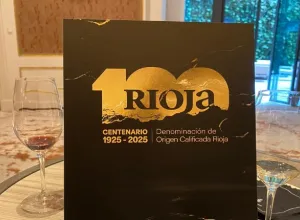 100
RIOJa
CENTENARIO
1925 - 2025
Denominación de
Origen Calificada Rioja